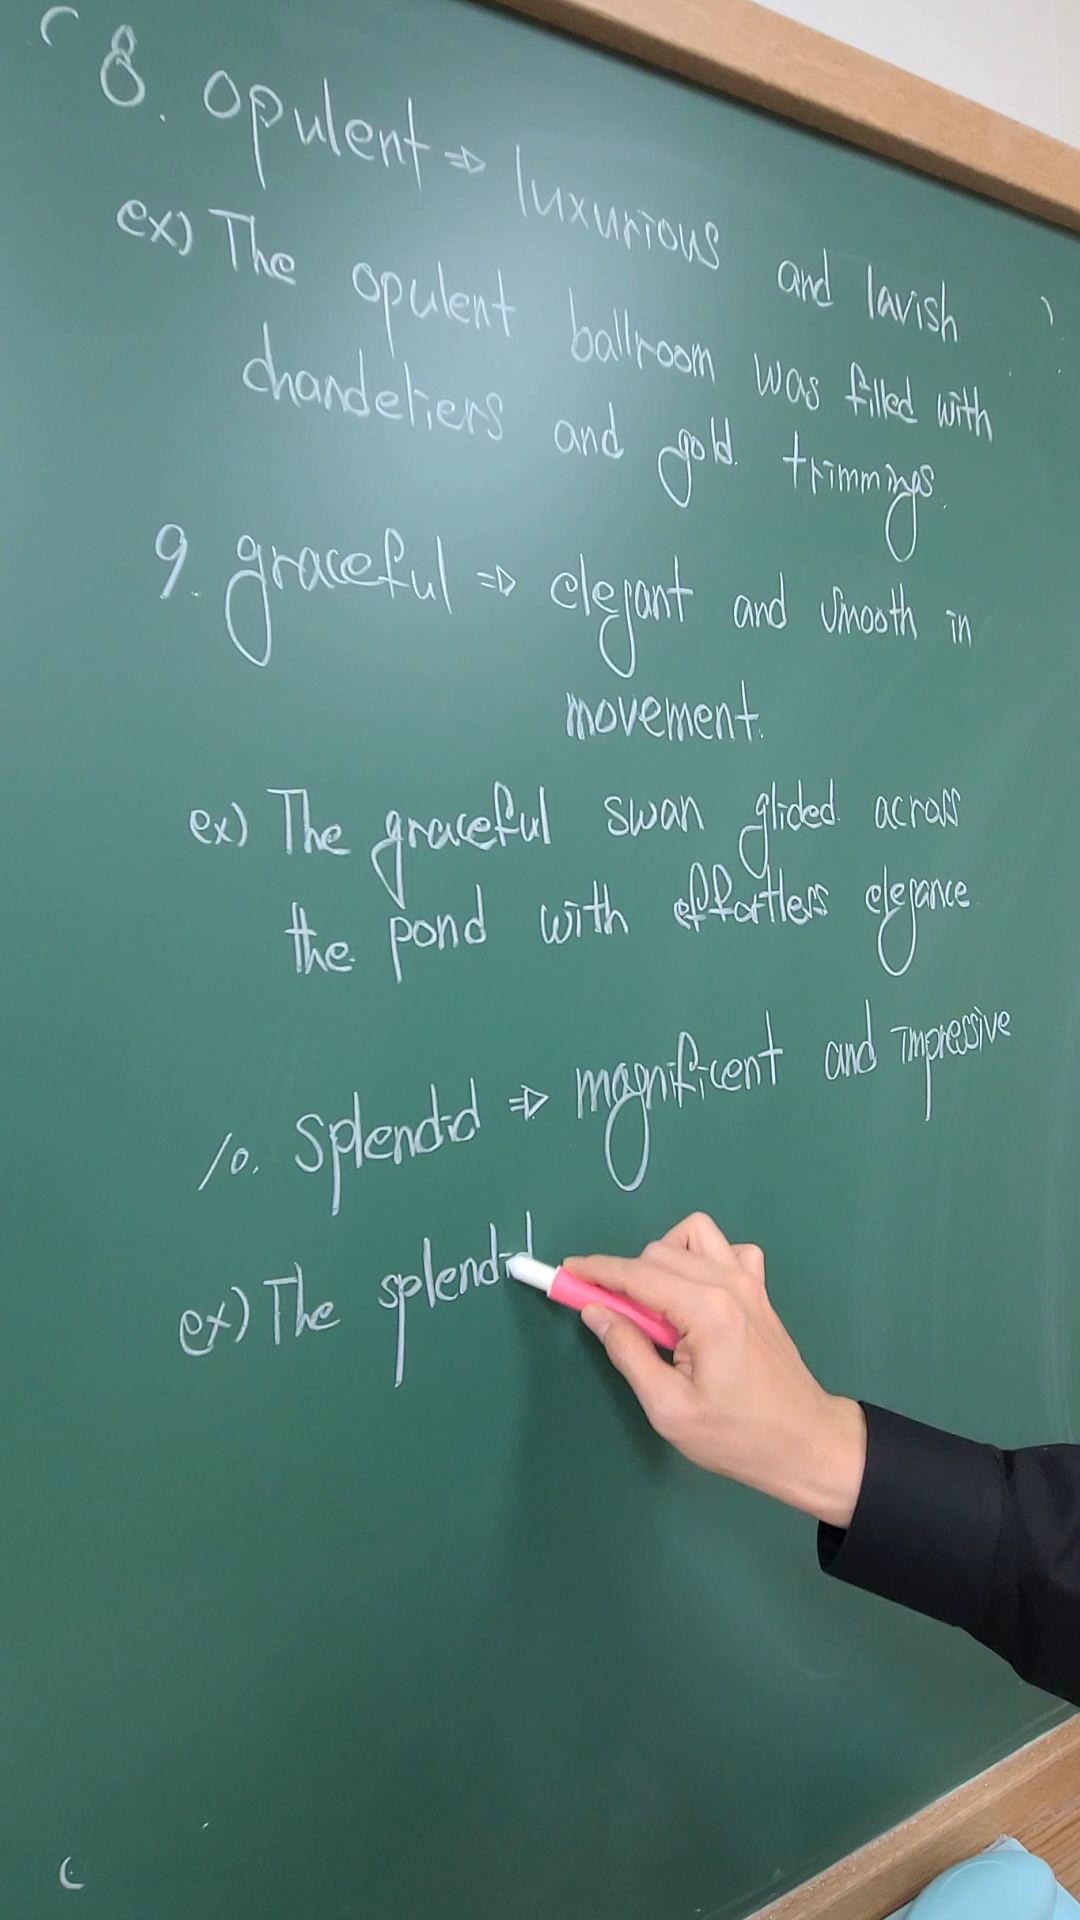 8. opulent ⇒ luxurious and lavish
ex) The opulent ballroom was filled with
chandeliers and gold trimmings.
9. graceful ⇒ elegant and smooth in
movement.
ex) The graceful swan glided across
the pond with effortless elegance.
10. splendid ⇒ magnificent and impressive
ex) The splendid